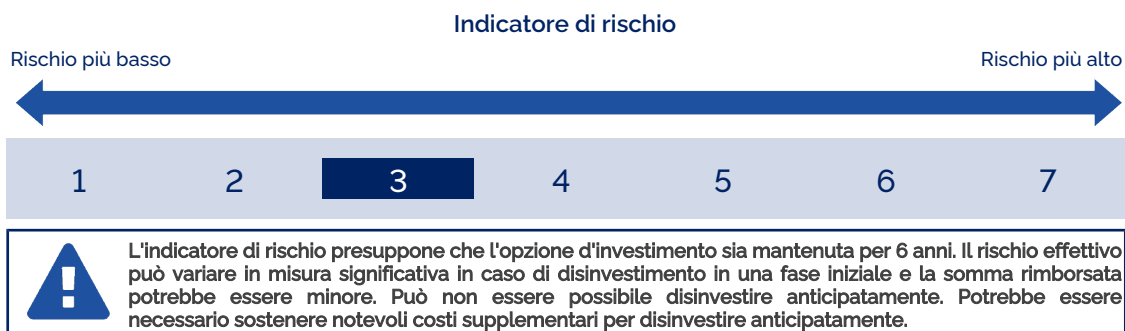 Indicatore di rischio
Rischio più basso Rischio più alto
1 2 3 4 5 6 7
L'indicatore di rischio presuppone che l'opzione d'investimento sia mantenuta per 6 anni. Il rischio effettivo
può variare in misura significativa in caso di disinvestimento in una fase iniziale e la somma rimborsata
potrebbe essere minore. Può non essere possibile disinvestire anticipatamente. Potrebbe essere
necessario sostenere notevoli costi supplementari per disinvestire anticipatamente.